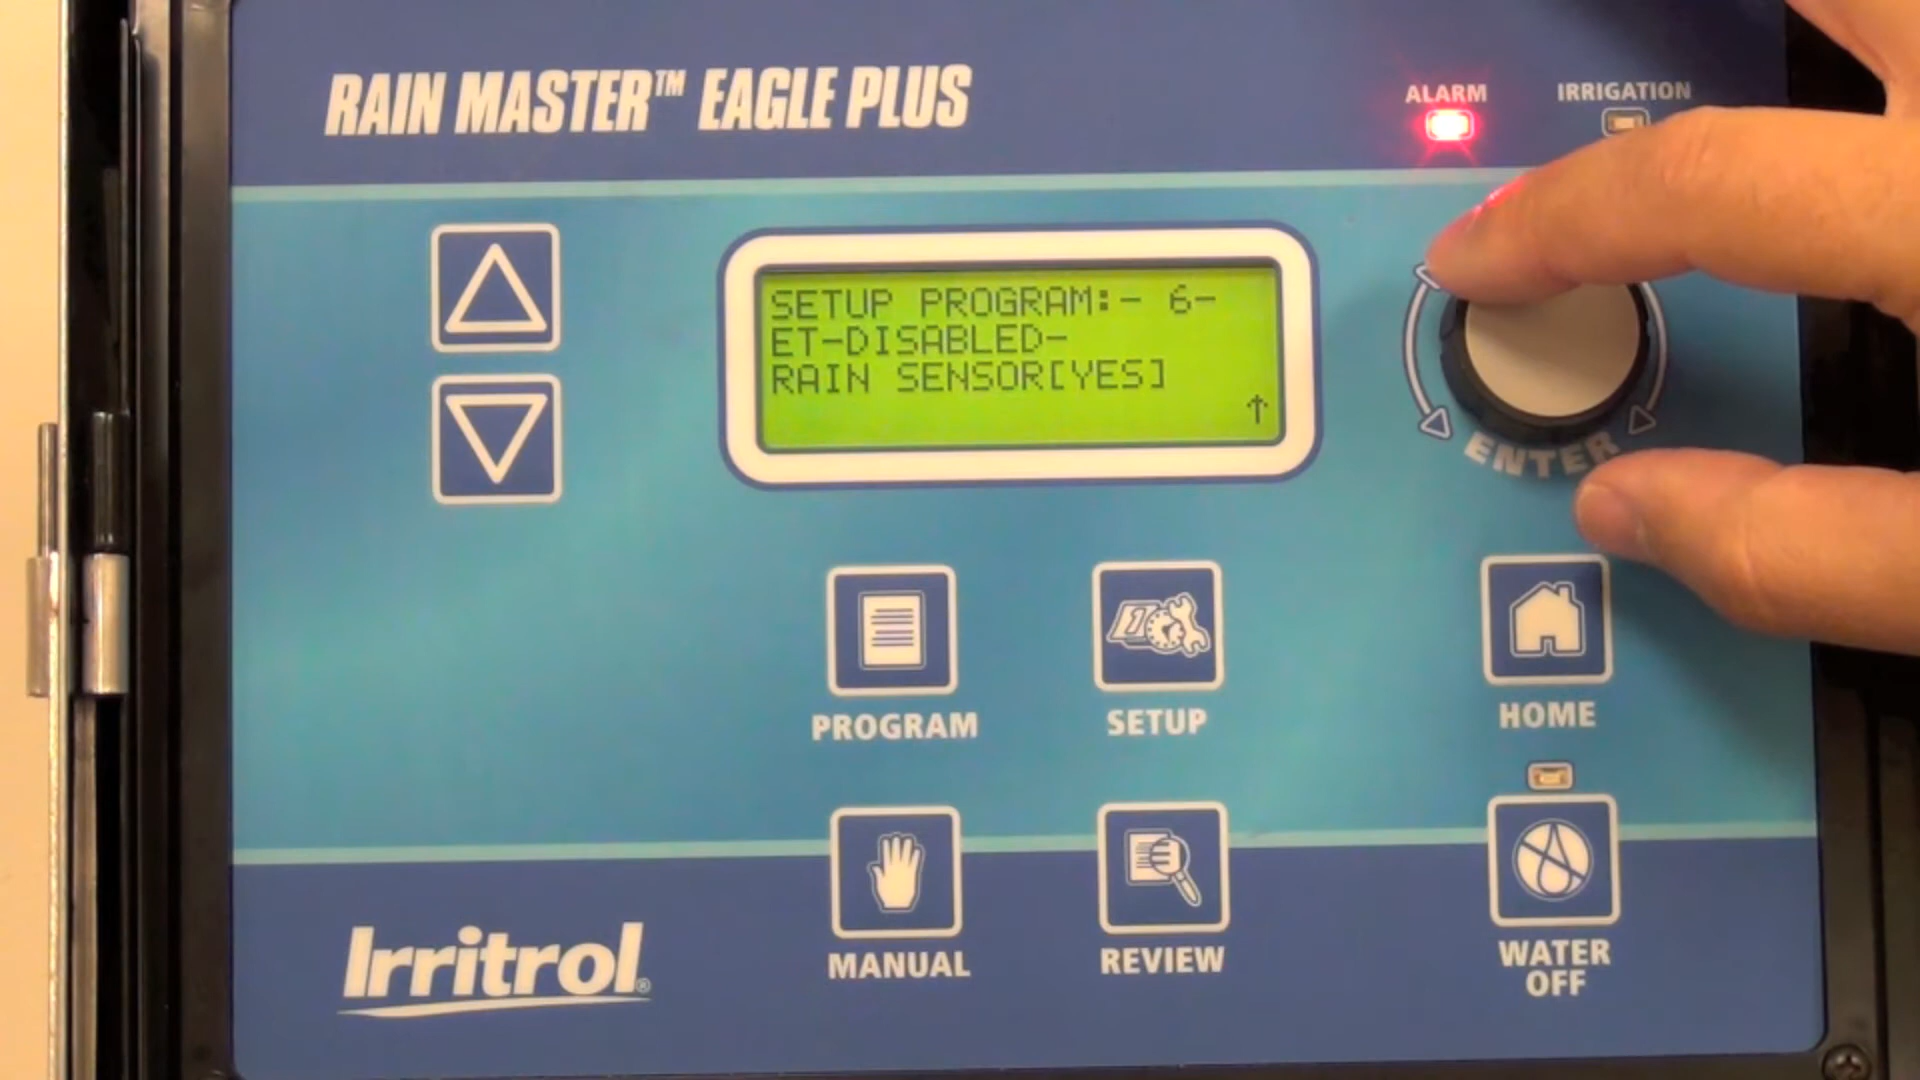 RAIN MASTER™ EAGLE PLUS
ALARM
IRRIGATION
SETUP PROGRAM:- 6-
ET-DISABLED-
RAIN SENSOR[YES]
↑
ENTER
PROGRAM
SETUP
HOME
MANUAL
REVIEW
WATER
OFF
Irritrol®